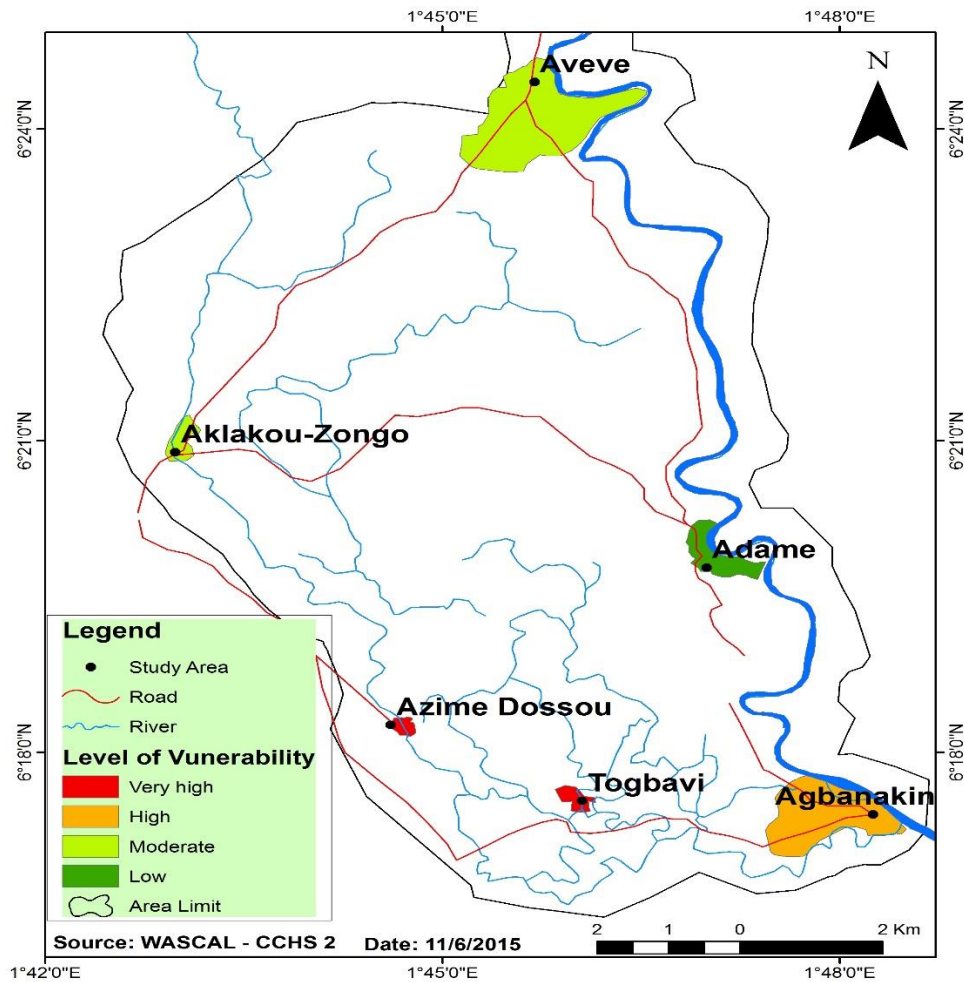 1°45'0"E 1°48'0"E
Aveve
N
6°24'0"N 6°24'0"N
Aklakou-Zongo
6°21'0"N 6°21'0"N
Adame
Legend
Study Area
Road
River
Level of Vunerability
Very high
High
Moderate
Low
Area Limit
Azime Dossou
6°18'0"N 6°18'0"N
Togbavi
Agbanakin
Source: WASCAL - CCHS 2 Date: 11/6/2015
2 1 0 2 Km
1°42'0"E 1°45'0"E 1°48'0"E